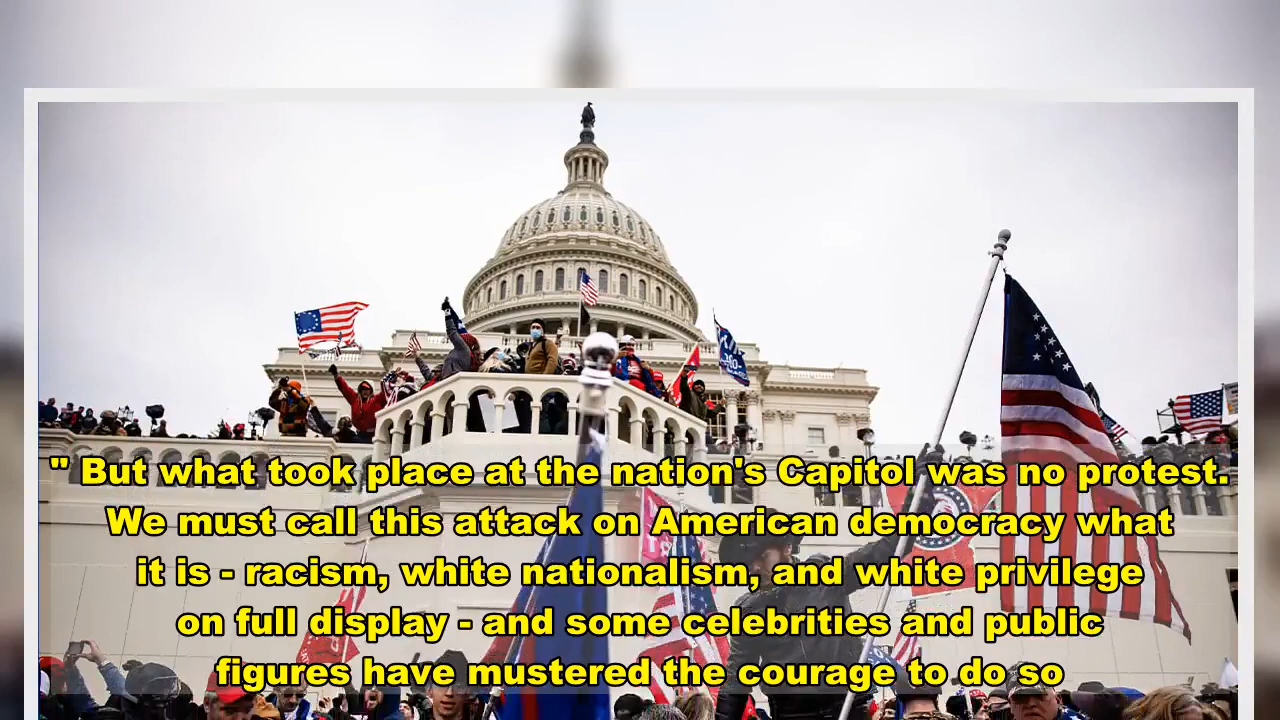 " But what took place at the nation's Capitol was no protest.
We must call this attack on American democracy what
it is - racism, white nationalism, and white privilege
on full display - and some celebrities and public
figures have mustered the courage to do so